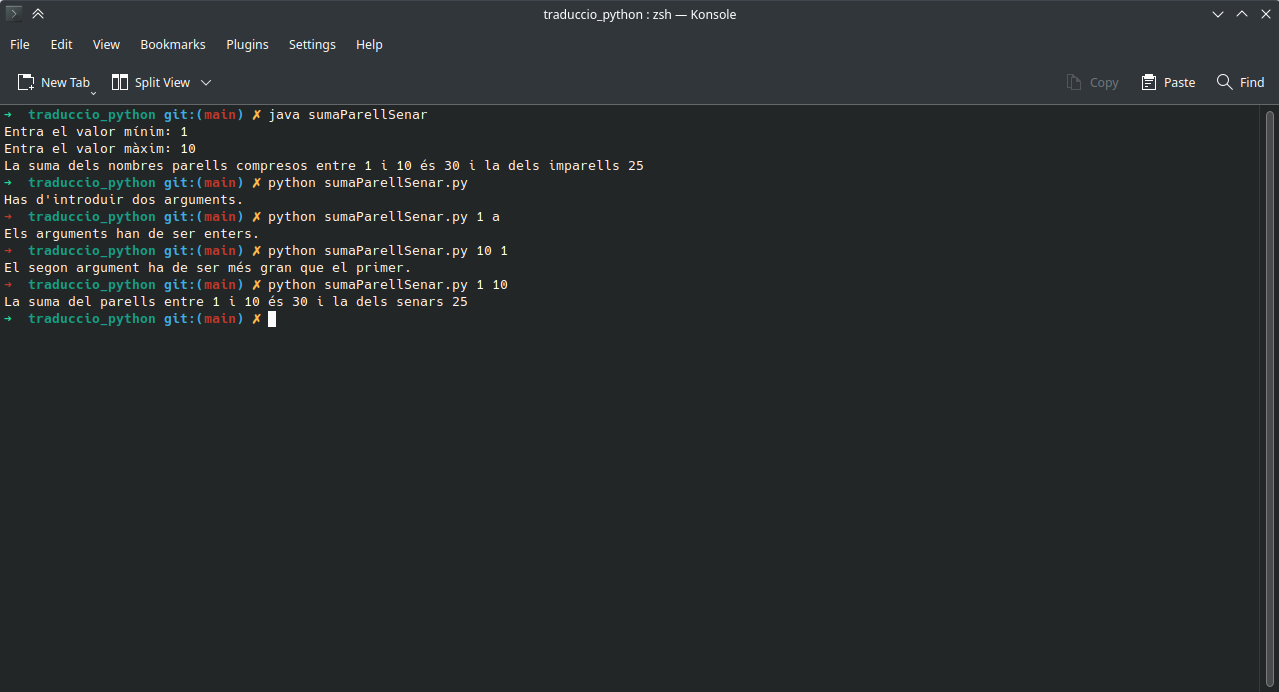 traduccio_python : zsh — Konsole
File Edit View Bookmarks Plugins Settings Help
New Tab Split View Copy Paste Find
➜ traduccio_python git:(main) ✗ java sumaParellSenar
Entra el valor mínim: 1
Entra el valor màxim: 10
La suma dels nombres parells compresos entre 1 i 10 és 30 i la dels imparells 25
➜ traduccio_python git:(main) ✗ python sumaParellSenar.py
Has d'introduir dos arguments.
➜ traduccio_python git:(main) ✗ python sumaParellSenar.py 1 a
Els arguments han de ser enters.
➜ traduccio_python git:(main) ✗ python sumaParellSenar.py 10 1
El segon argument ha de ser més gran que el primer.
➜ traduccio_python git:(main) ✗ python sumaParellSenar.py 1 10
La suma del parells entre 1 i 10 és 30 i la dels senars 25
➜ traduccio_python git:(main) ✗